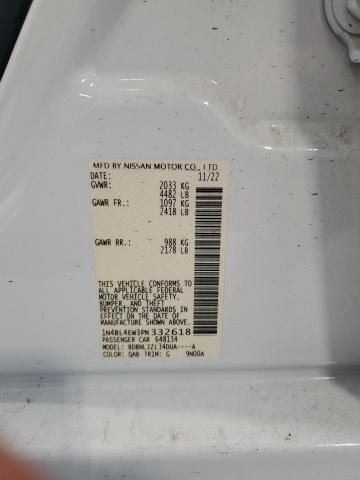 MFD BY NISSAN MOTOR CO., LTD
DATE: 11/22
GVWR: 2033 KG
4482 LB
GAWR FR.: 1097 KG
2418 LB
GAWR RR.: 988 KG
2178 LB
THIS VEHICLE CONFORMS TO
ALL APPLICABLE FEDERAL
MOTOR VEHICLE SAFETY,
BUMPER, AND THEFT
PREVENTION STANDARDS
IN EFFECT ON THE DATE OF
MANUFACTURE SHOWN ABOVE.
1N4BL4EW3PN332618
PASSENGER CAR 648134
MODEL: BDBNLJZL34DUA----A
COLOR: QAB TRIM: G 9N00A